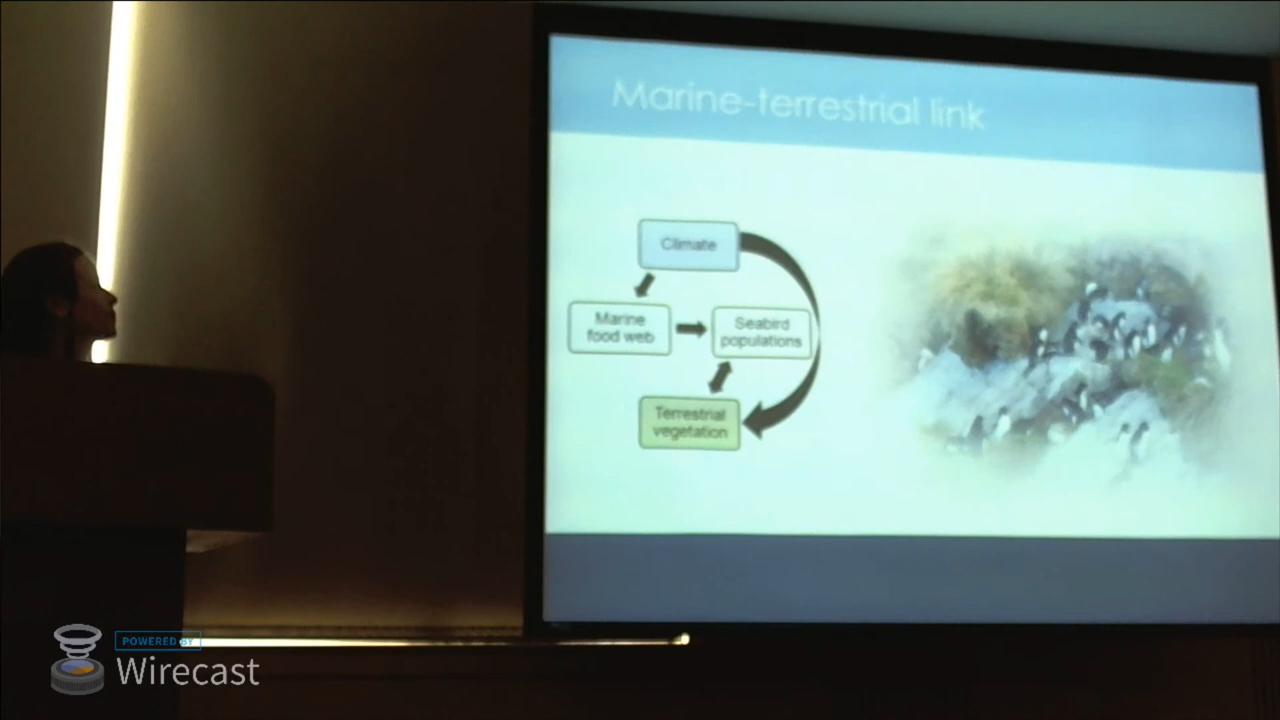 Marine-terrestrial link
Climate
Marine
food web
Seabird
populations
Terrestrial
vegetation
POWERED BY
Wirecast